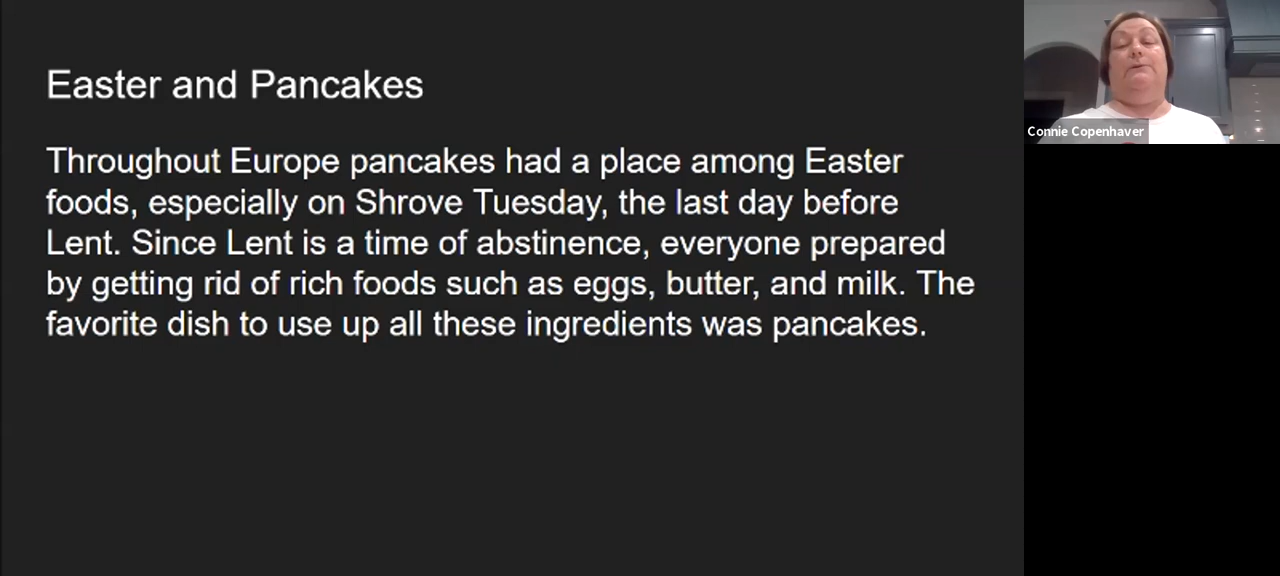 Easter and Pancakes
Throughout Europe pancakes had a place among Easter
foods, especially on Shrove Tuesday, the last day before
Lent. Since Lent is a time of abstinence, everyone prepared
by getting rid of rich foods such as eggs, butter, and milk. The
favorite dish to use up all these ingredients was pancakes.
Connie Copenhaver